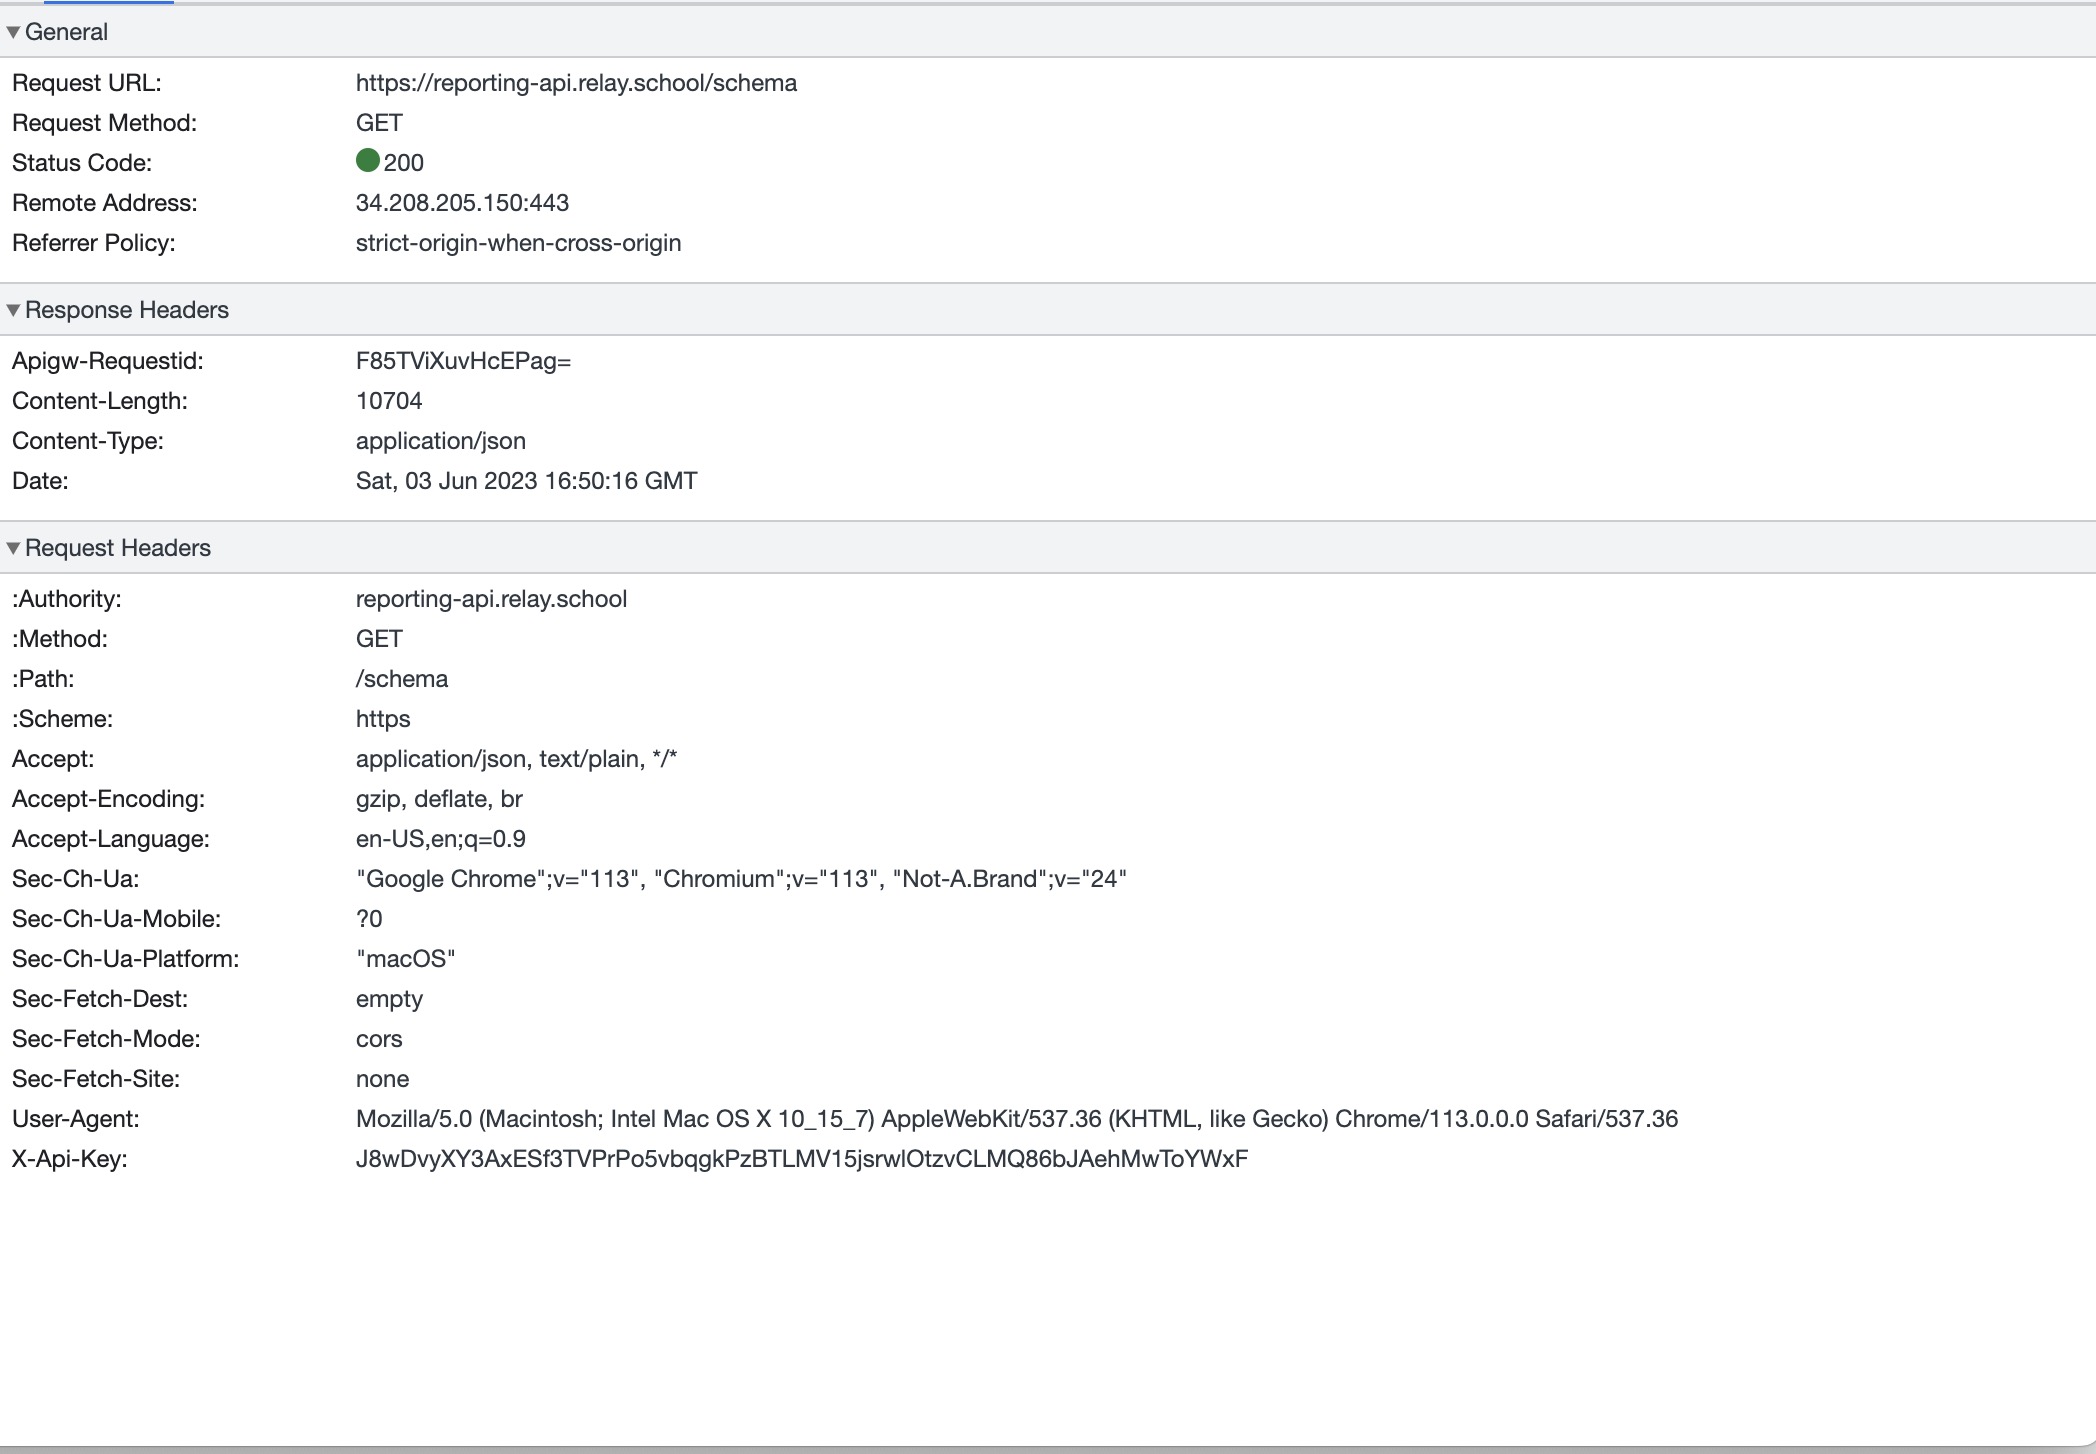 General
Request URL: https://reporting-api.relay.school/schema
Request Method: GET
Status Code: 200
Remote Address: 34.208.205.150:443
Referrer Policy: strict-origin-when-cross-origin
Response Headers
Apigw-Requestid: F85TViXuvHcEPag=
Content-Length: 10704
Content-Type: application/json
Date: Sat, 03 Jun 2023 16:50:16 GMT
Request Headers
:Authority: reporting-api.relay.school
:Method: GET
:Path: /schema
:Scheme: https
Accept: application/json, text/plain, */*
Accept-Encoding: gzip, deflate, br
Accept-Language: en-US,en;q=0.9
Sec-Ch-Ua: "Google Chrome";v="113", "Chromium";v="113", "Not-A.Brand";v="24"
Sec-Ch-Ua-Mobile: ?0
Sec-Ch-Ua-Platform: "macOS"
Sec-Fetch-Dest: empty
Sec-Fetch-Mode: cors
Sec-Fetch-Site: none
User-Agent: Mozilla/5.0 (Macintosh; Intel Mac OS X 10_15_7) AppleWebKit/537.36 (KHTML, like Gecko) Chrome/113.0.0.0 Safari/537.36
X-Api-Key: J8wDvyXY3AxESf3TVPrPo5vbqgkPzBTLMV15jsrwlOtzvCLMQ86bJAehMwToYWxF